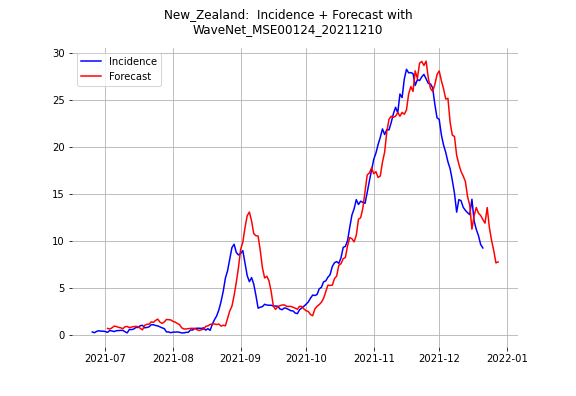 New_Zealand:  Incidence + Forecast with
WaveNet_MSE00124_20211210
Incidence
Forecast
30
25
20
15
10
5
0
2021-07 2021-08 2021-09 2021-10 2021-11 2021-12 2022-01